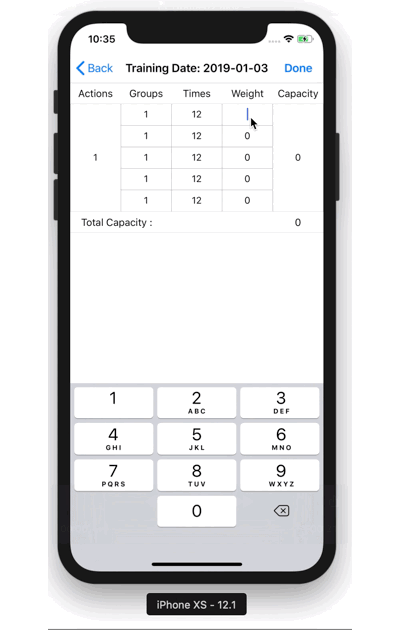 10:35
Back Training Date: 2019-01-03 Done
Actions Groups Times Weight Capacity
1 12
1 12 0
1 1 12 0 0
1 12 0
1 12 0
Total Capacity : 0
1 2 3
ABC DEF
4 5 6
GHI JKL MNO
7 8 9
PQRS TUV WXYZ
0
iPhone XS - 12.1